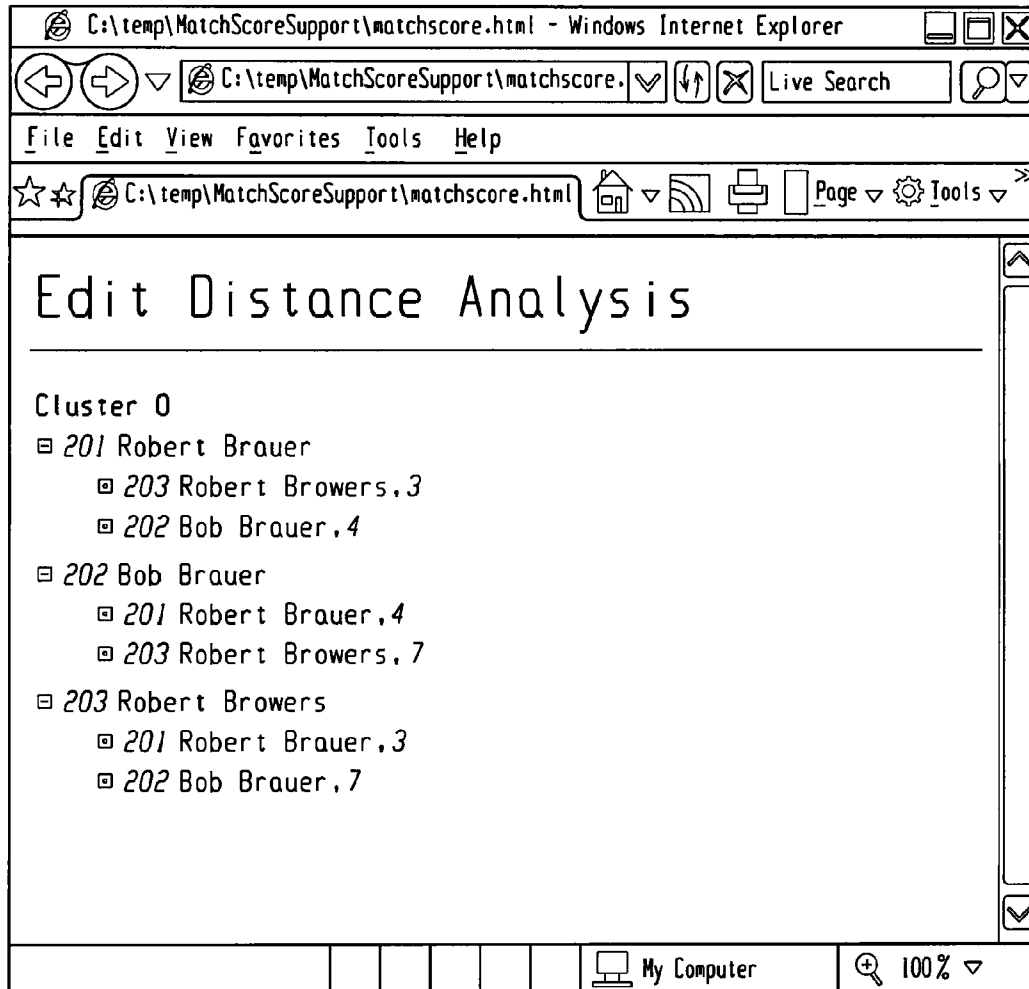 C:\temp\MatchScoreSupport\matchscore.html - Windows Internet Explorer
C:\temp\MatchScoreSupport\matchscore. Live Search
File Edit View Favorites Tools Help
C:\temp\MatchScoreSupport\matchscore.html Page Tools »
Edit Distance Analysis
Cluster 0
201 Robert Brauer
203 Robert Browers, 3
202 Bob Brauer, 4
202 Bob Brauer
201 Robert Brauer, 4
203 Robert Browers, 7
203 Robert Browers
201 Robert Brauer, 3
202 Bob Brauer, 7
My Computer 100%